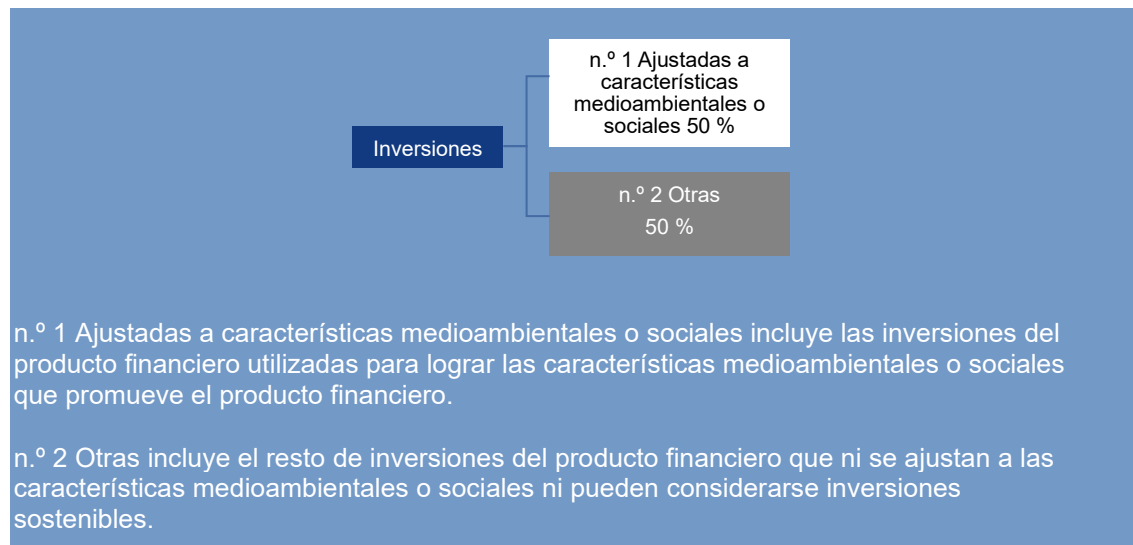 n.º 1 Ajustadas a
características
medioambientales o
sociales 50 %
Inversiones
n.º 2 Otras
50 %
n.º 1 Ajustadas a características medioambientales o sociales incluye las inversiones del
producto financiero utilizadas para lograr las características medioambientales o sociales
que promueve el producto financiero.
n.º 2 Otras incluye el resto de inversiones del producto financiero que ni se ajustan a las
características medioambientales o sociales ni pueden considerarse inversiones
sostenibles.